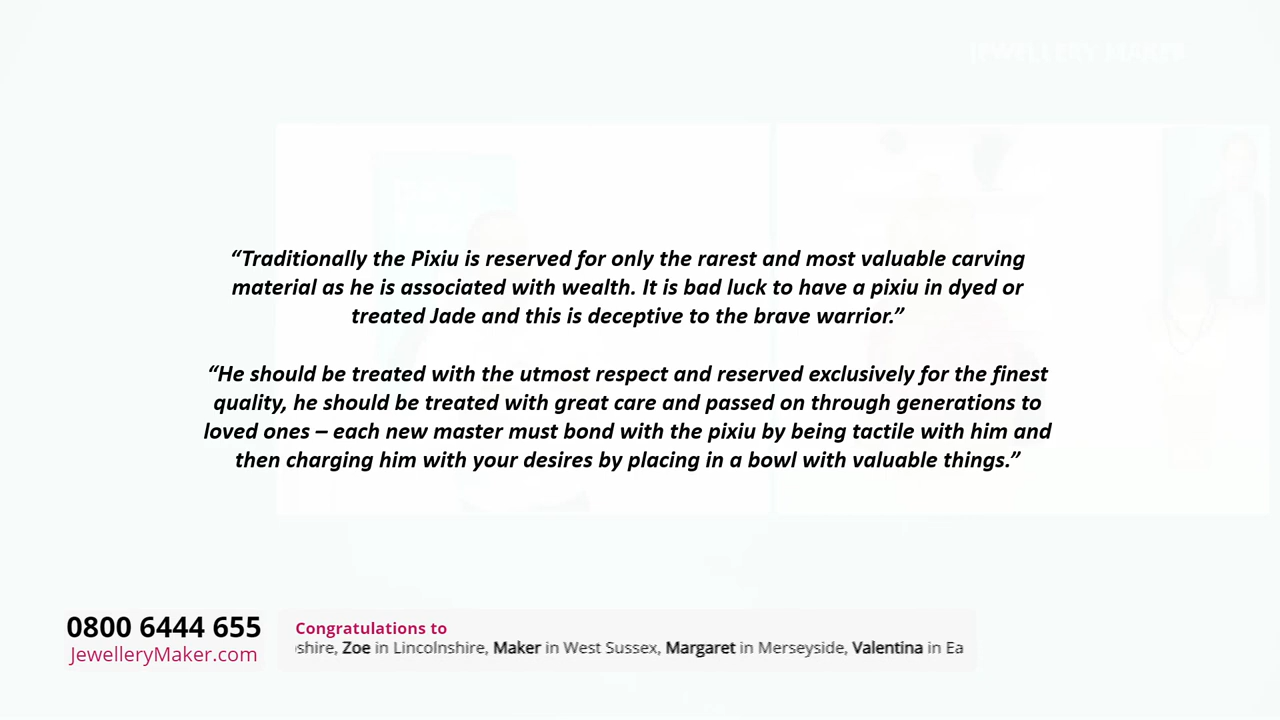 “Traditionally the Pixiu is reserved for only the rarest and most valuable carving
material as he is associated with wealth. It is bad luck to have a pixiu in dyed or
treated Jade and this is deceptive to the brave warrior.”
“He should be treated with the utmost respect and reserved exclusively for the finest
quality, he should be treated with great care and passed on through generations to
loved ones – each new master must bond with the pixiu by being tactile with him and
then charging him with your desires by placing in a bowl with valuable things.”
0800 6444 655
JewelleryMaker.com
Congratulations to
shire, Zoe in Lincolnshire, Maker in West Sussex, Margaret in Merseyside, Valentina in Ea